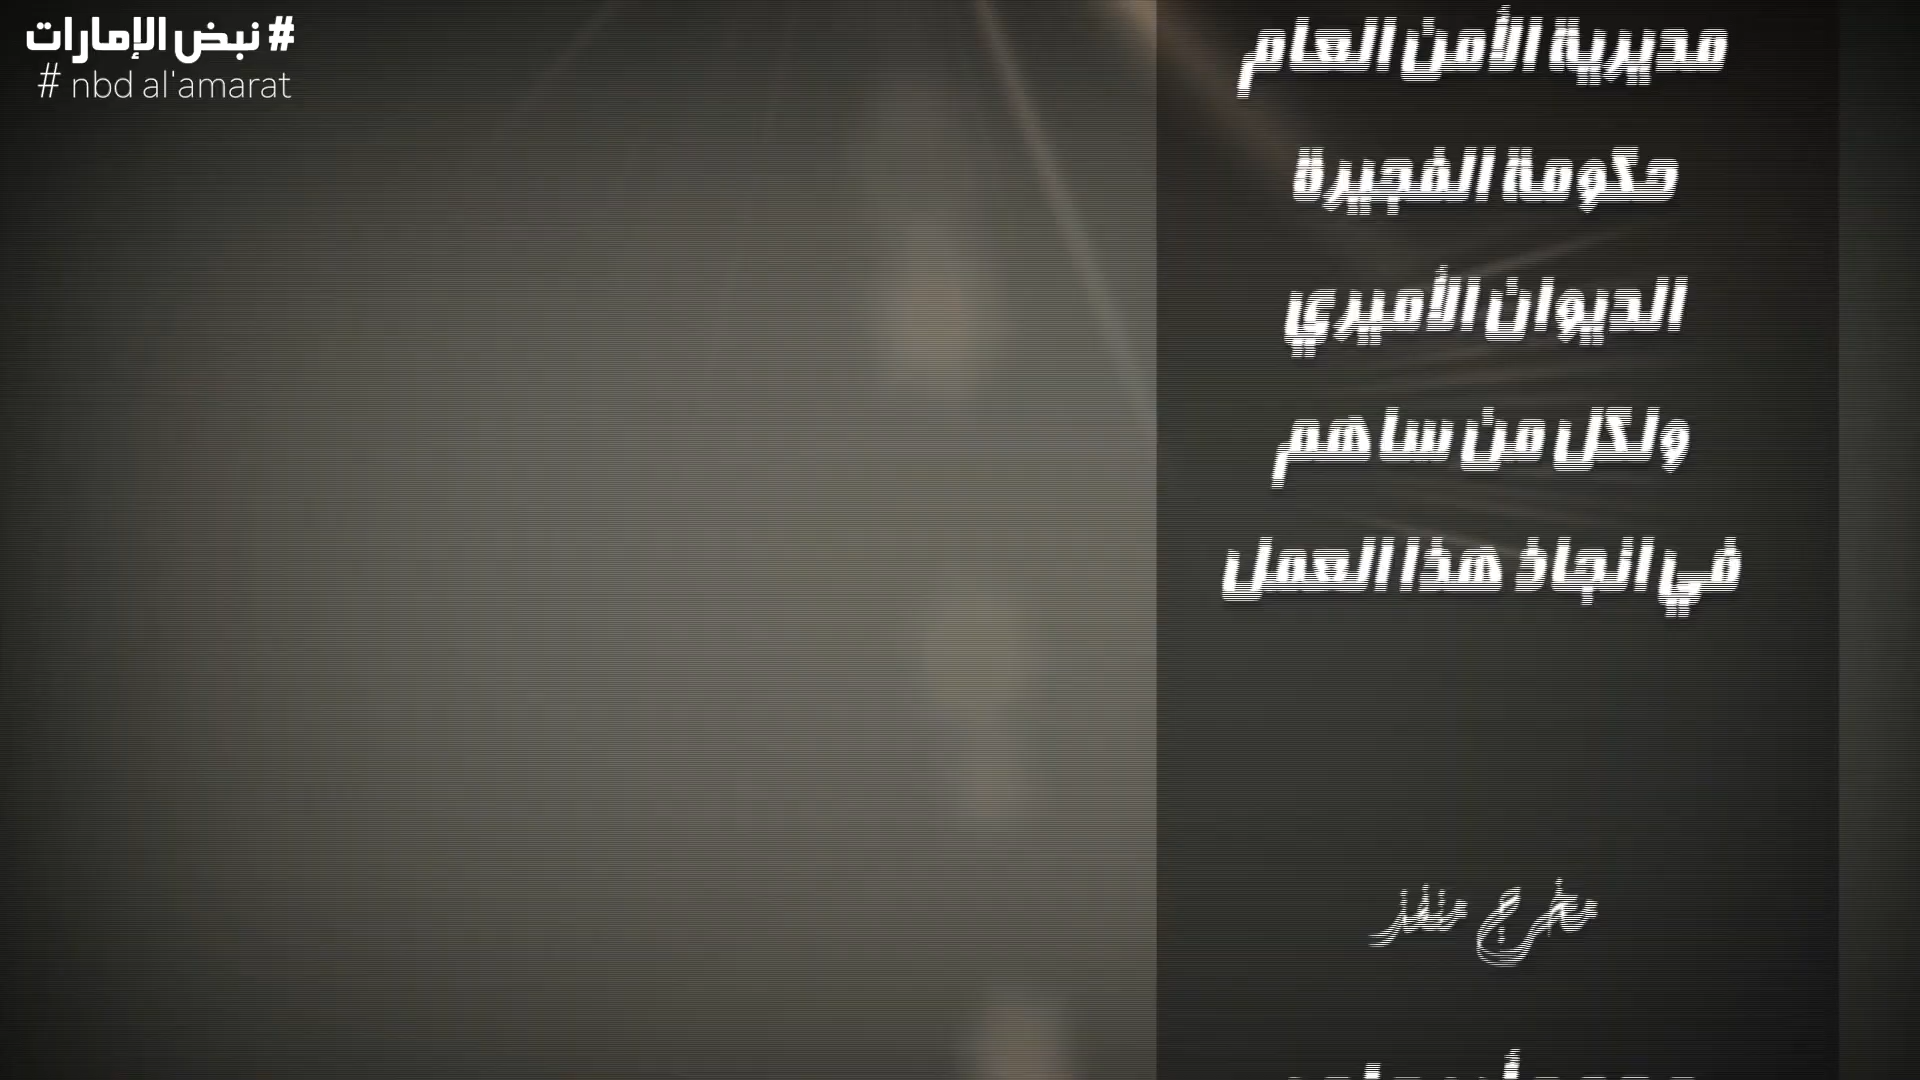 # نبض الإمارات
# nbd al'amarat
مديرية الأمن العام
حكومة الفجيرة
الديوان الأميري
ولكل من ساهم
في انجاذ هذا العمل
مخرج منفذ